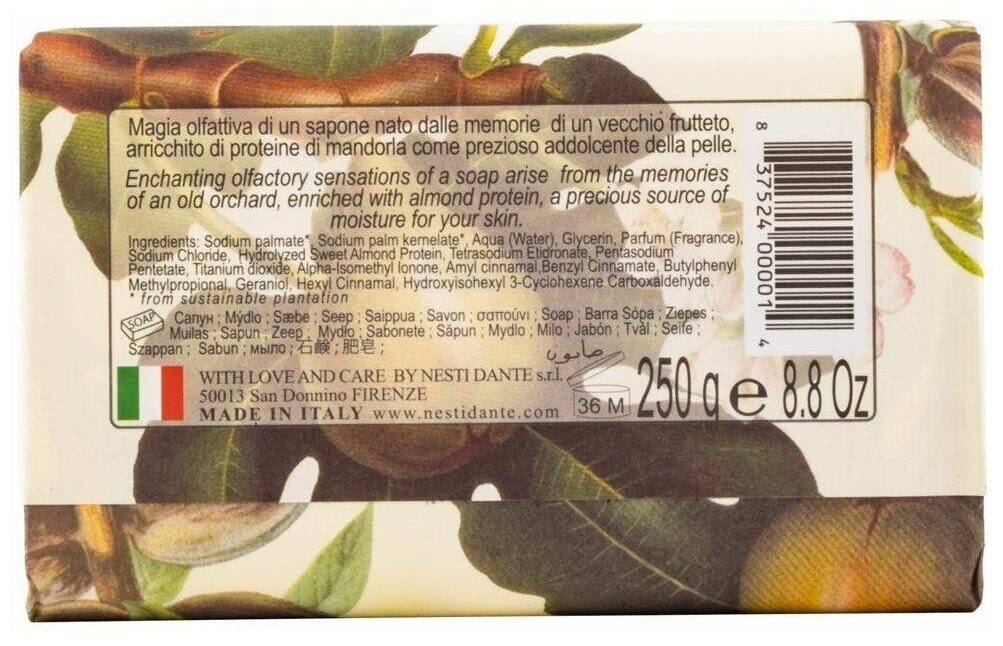 Magia olfattiva di un sapone nato dalle memorie di un vecchio frutteto,
arricchito di proteine di mandorla come prezioso addolcente della pelle.
Enchanting olfactory sensations of a soap arise from the memories
of an old orchard, enriched with almond protein, a precious source of
moisture for your skin.
Ingredients: Sodium palmate*, Sodium palm kernelate*, Aqua (Water), Glycerin, Parfum (Fragrance),
Sodium Chloride, Hydrolyzed Sweet Almond Protein, Tetrasodium Etidronate, Pentasodium
Pentetate, Titanium dioxide, Alpha-Isomethyl Ionone, Amyl cinnamal,Benzyl Cinnamate, Butylphenyl
Methylpropional, Geraniol, Hexyl Cinnamal, Hydroxyisohexyl 3-Cyclohexene Carboxaldehyde.
* from sustainable plantation
SOAP
Сапун ; Mýdlo ; Sæbe ; Seep ; Saippua ; Savon ; σαπούνι ; Soap ; Barra Sópa ; Ziepes ;
Muilas ; Sapun ; Zeep ; Mydło ; Sabonete ; Săpun ; Mydlo ; Milo ; Jabón ; Tvål ; Seife ;
Szappan ; Sabun ; мыло ; 石鹸 ; 肥皂 ;
صابون
WITH LOVE AND CARE BY NESTI DANTE s.r.l.
50013 San Donnino FIRENZE
MADE IN ITALY www.nestidante.com
36 M
250 g e 8.8 Oz
8 37524 000001 4